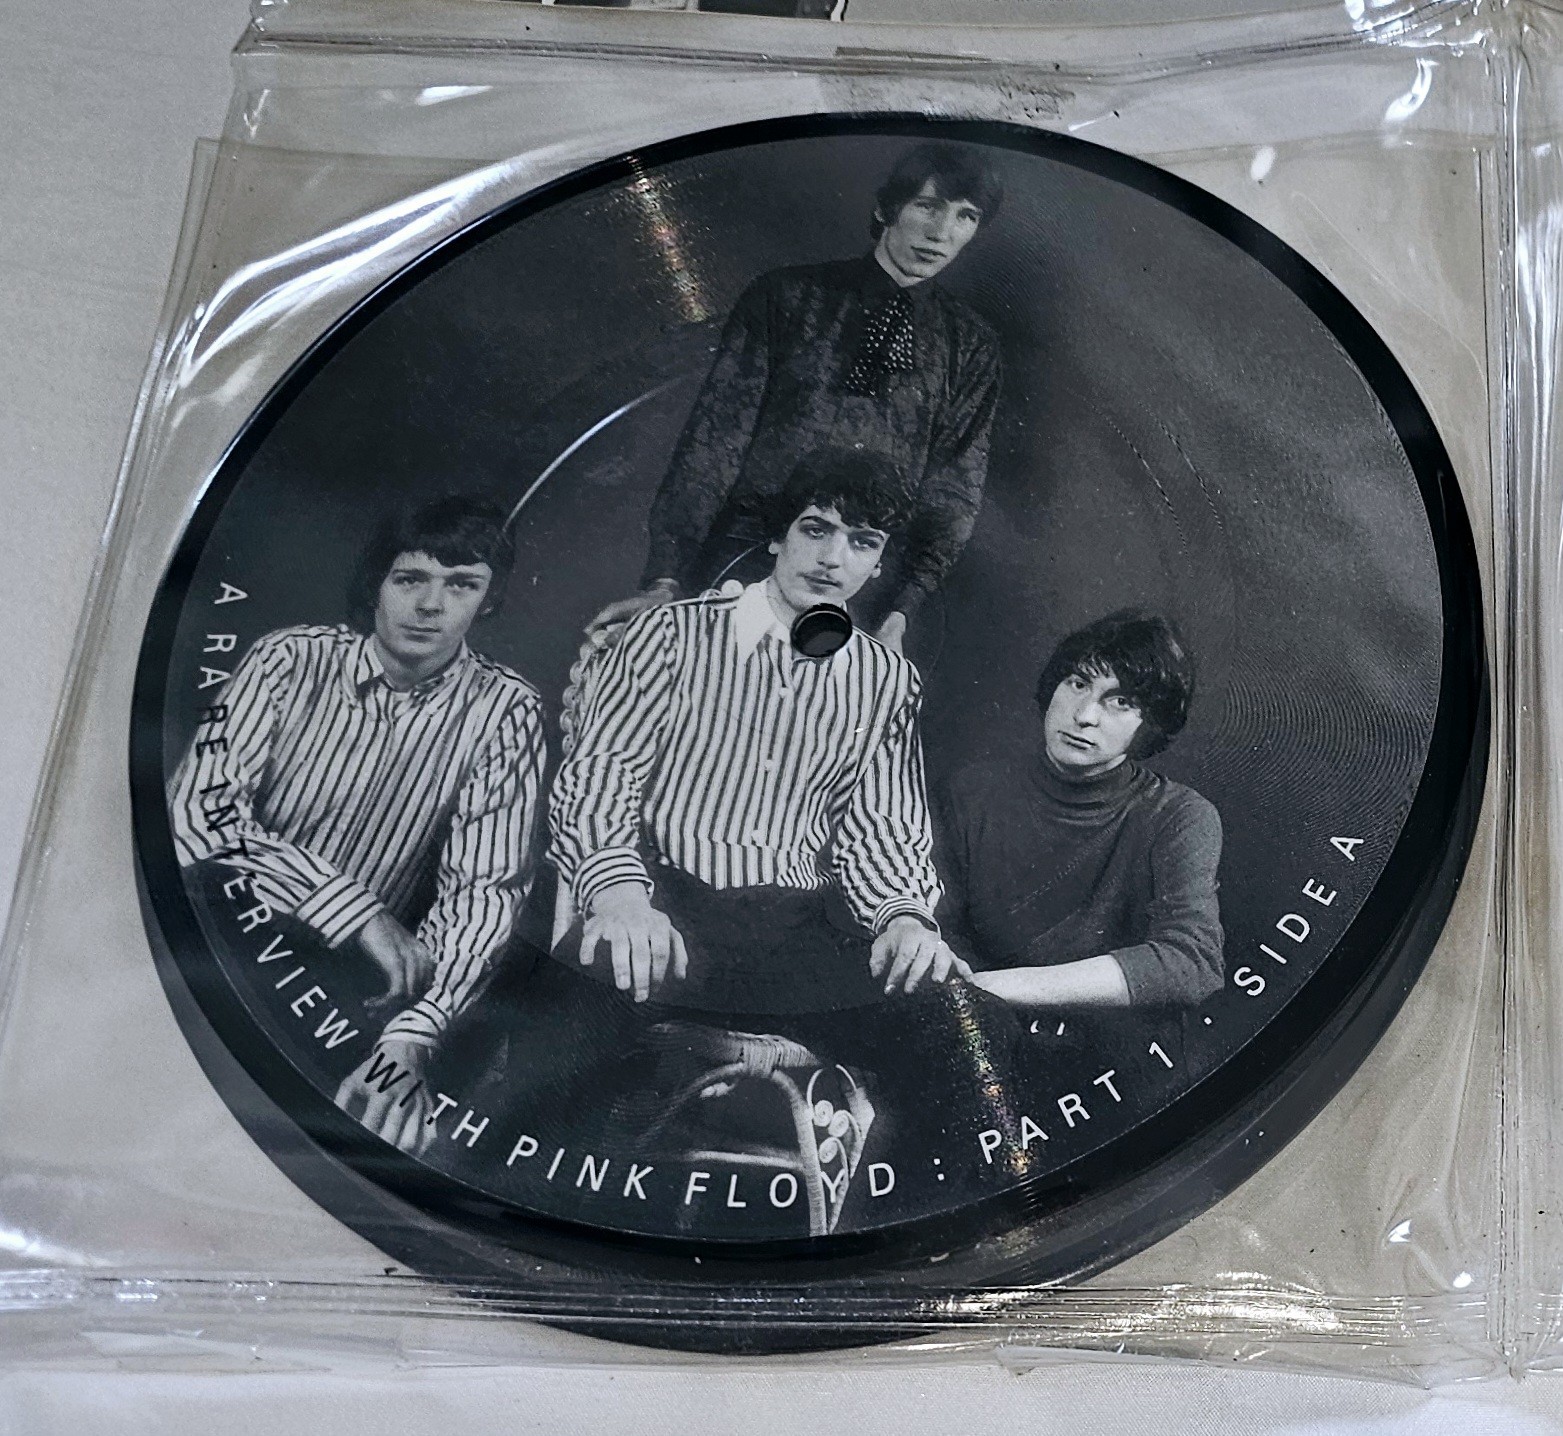 A RARE INTERVIEW WITH PINK FLOYD : PART 1 . SIDE A